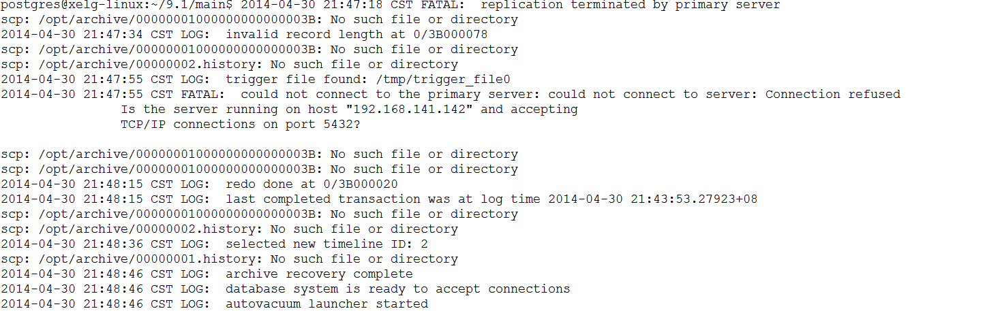 postgres@xelg-linux:~/9.1/main$ 2014-04-30 21:47:18 CST FATAL:  replication terminated by primary server
scp: /opt/archive/00000001000000000000003B: No such file or directory
2014-04-30 21:47:34 CST LOG:  invalid record length at 0/3B000078
scp: /opt/archive/00000001000000000000003B: No such file or directory
scp: /opt/archive/00000002.history: No such file or directory
2014-04-30 21:47:55 CST LOG:  trigger file found: /tmp/trigger_file0
2014-04-30 21:47:55 CST FATAL:  could not connect to the primary server: could not connect to server: Connection refused
Is the server running on host "192.168.141.142" and accepting
TCP/IP connections on port 5432?
scp: /opt/archive/00000001000000000000003B: No such file or directory
scp: /opt/archive/00000001000000000000003B: No such file or directory
2014-04-30 21:48:15 CST LOG:  redo done at 0/3B000020
2014-04-30 21:48:15 CST LOG:  last completed transaction was at log time 2014-04-30 21:43:53.27923+08
scp: /opt/archive/00000001000000000000003B: No such file or directory
scp: /opt/archive/00000002.history: No such file or directory
2014-04-30 21:48:36 CST LOG:  selected new timeline ID: 2
scp: /opt/archive/00000001.history: No such file or directory
2014-04-30 21:48:46 CST LOG:  archive recovery complete
2014-04-30 21:48:46 CST LOG:  database system is ready to accept connections
2014-04-30 21:48:46 CST LOG:  autovacuum launcher started